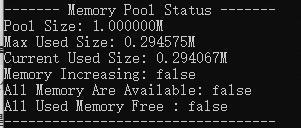 ------- Memory Pool Status -------
Pool Size: 1.000000M
Max Used Size: 0.294575M
Current Used Size: 0.294067M
Memory Increasing: false
All Memory Are Available: false
All Used Memory Free : false
----------------------------------